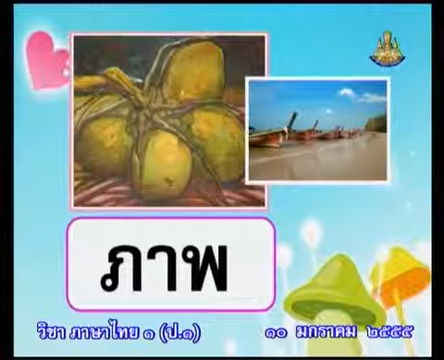 ภาพ
วิชา ภาษาไทย ๑ (ป.๑)
๑๐ มกราคม ๒๕๕๕